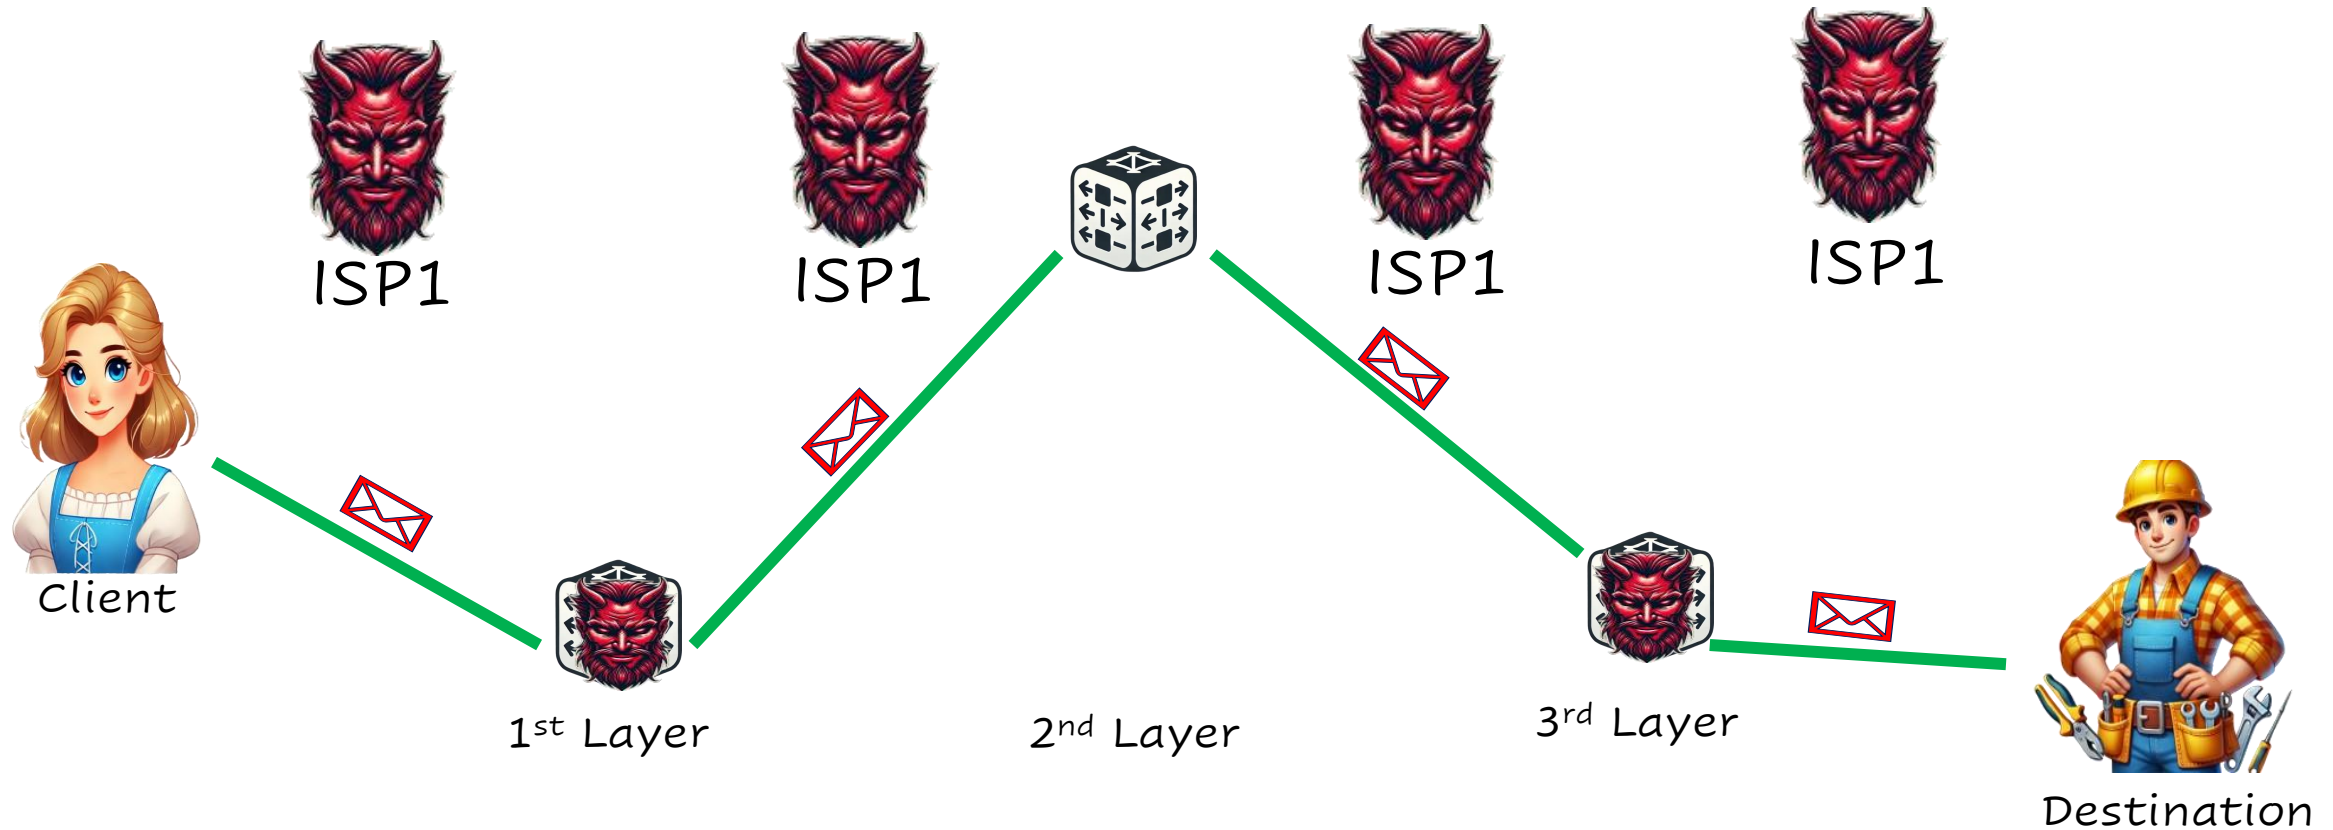 ISP1
ISP1
ISP1
ISP1
Client
1st Layer
2nd Layer
3rd Layer
Destination